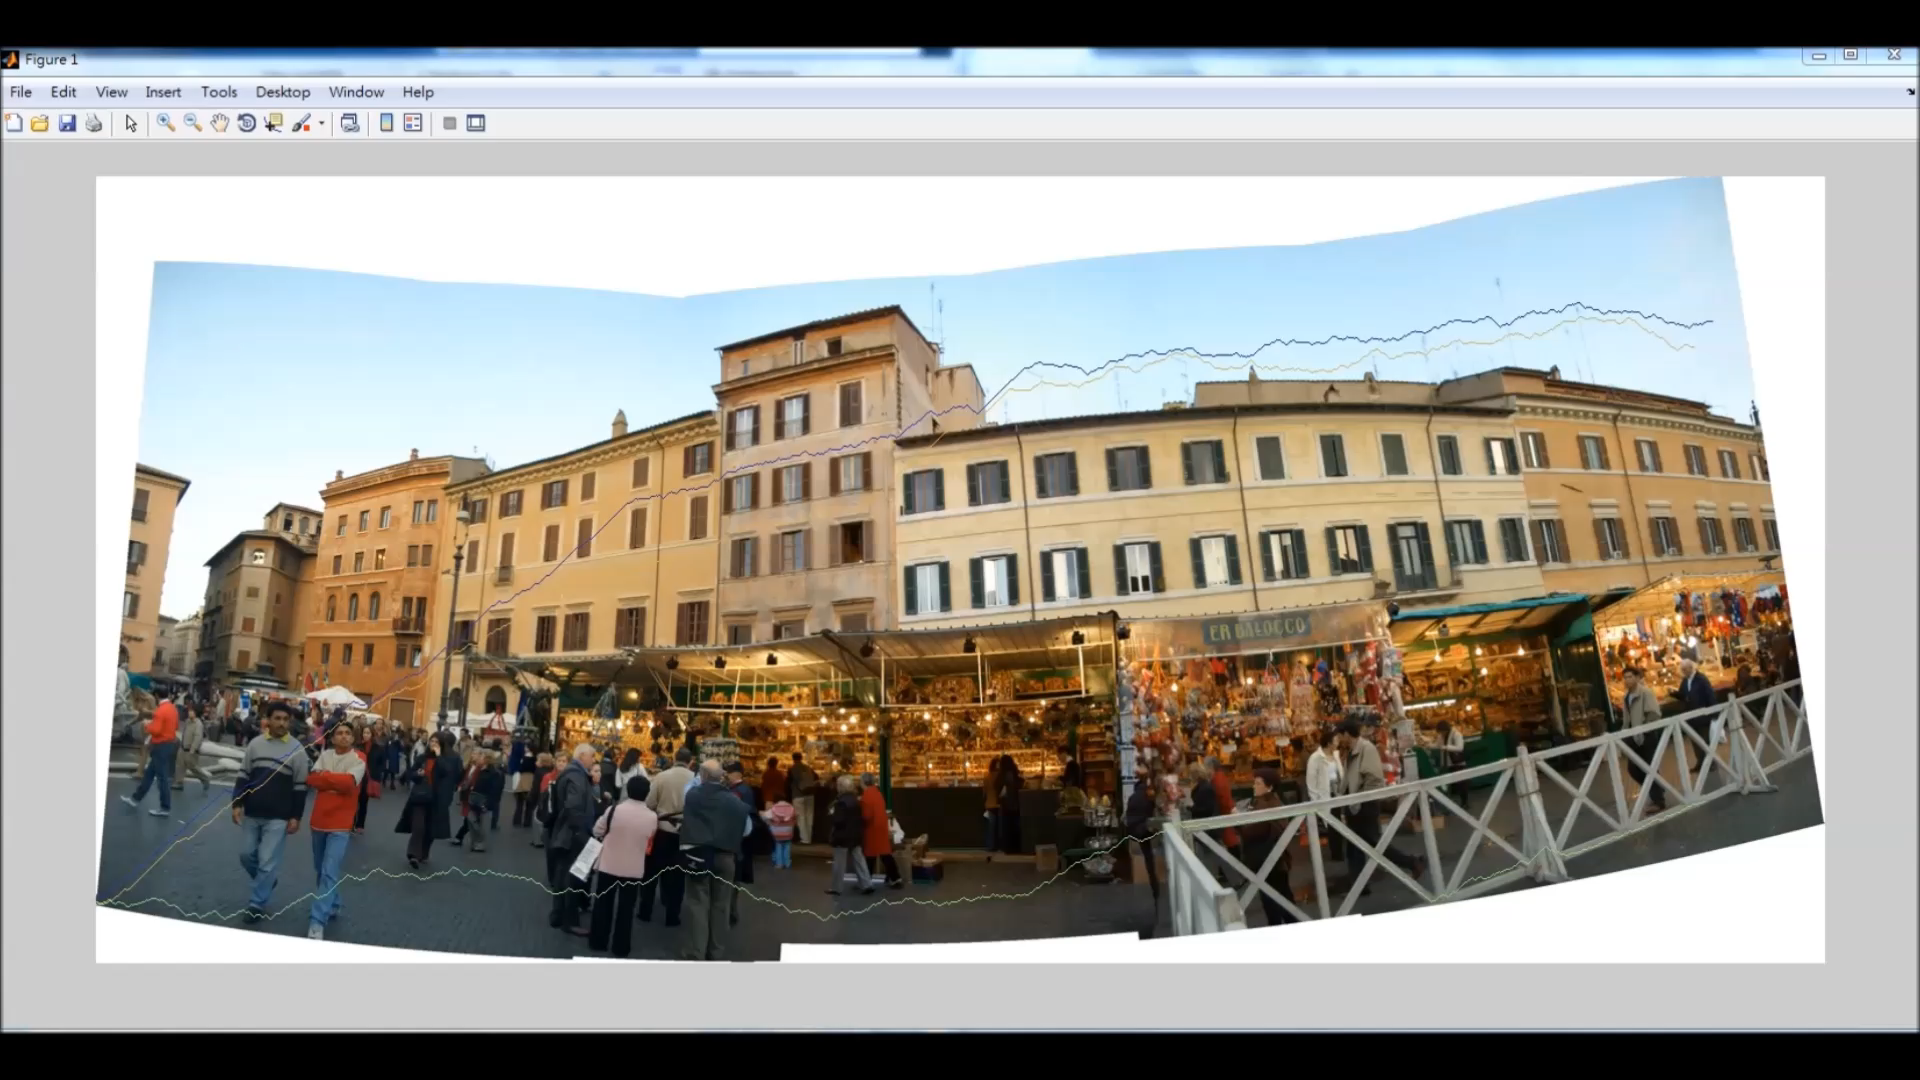 Figure 1
File Edit View Insert Tools Desktop Window Help
ER BALOCCO